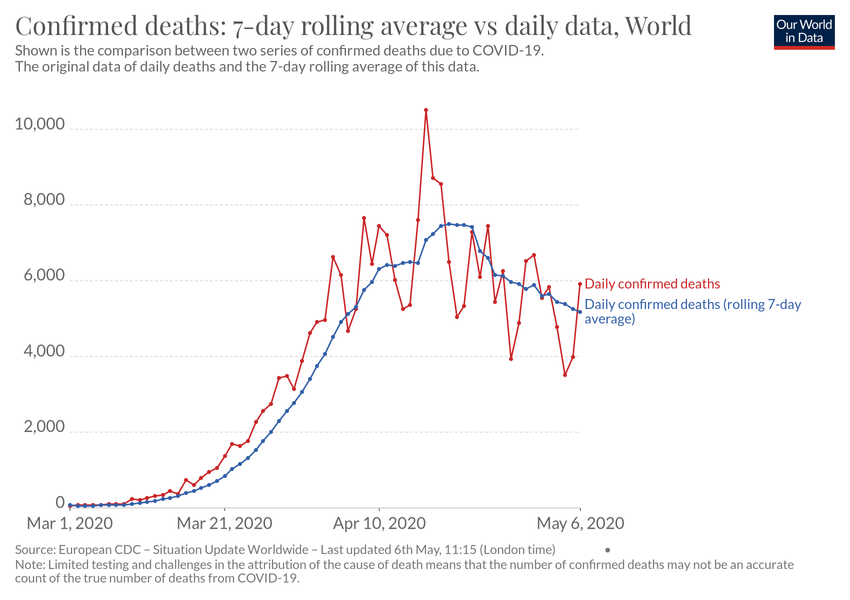 Confirmed deaths: 7-day rolling average vs daily data, World
Our World
in Data
Shown is the comparison between two series of confirmed deaths due to COVID-19.
The original data of daily deaths and the 7-day rolling average of this data.
10,000
8,000
6,000
4,000
2,000
0
Daily confirmed deaths
Daily confirmed deaths (rolling 7-day
average)
Mar 1, 2020
Mar 21, 2020
Apr 10, 2020
May 6, 2020
Source: European CDC – Situation Update Worldwide – Last updated 6th May, 11:15 (London time)
Note: Limited testing and challenges in the attribution of the cause of death means that the number of confirmed deaths may not be an accurate
count of the true number of deaths from COVID-19.